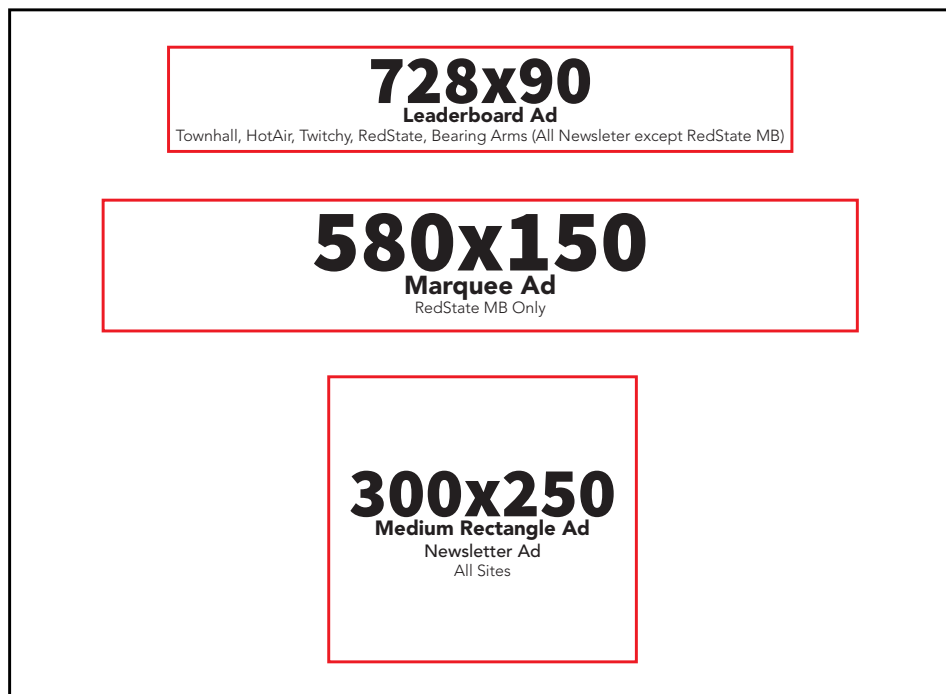 728x90
Leaderboard Ad
Townhall, HotAir, Twitchy, RedState, Bearing Arms (All Newsleter except RedState MB)
580x150
Marquee Ad
RedState MB Only
300x250
Medium Rectangle Ad
Newsletter Ad
All Sites